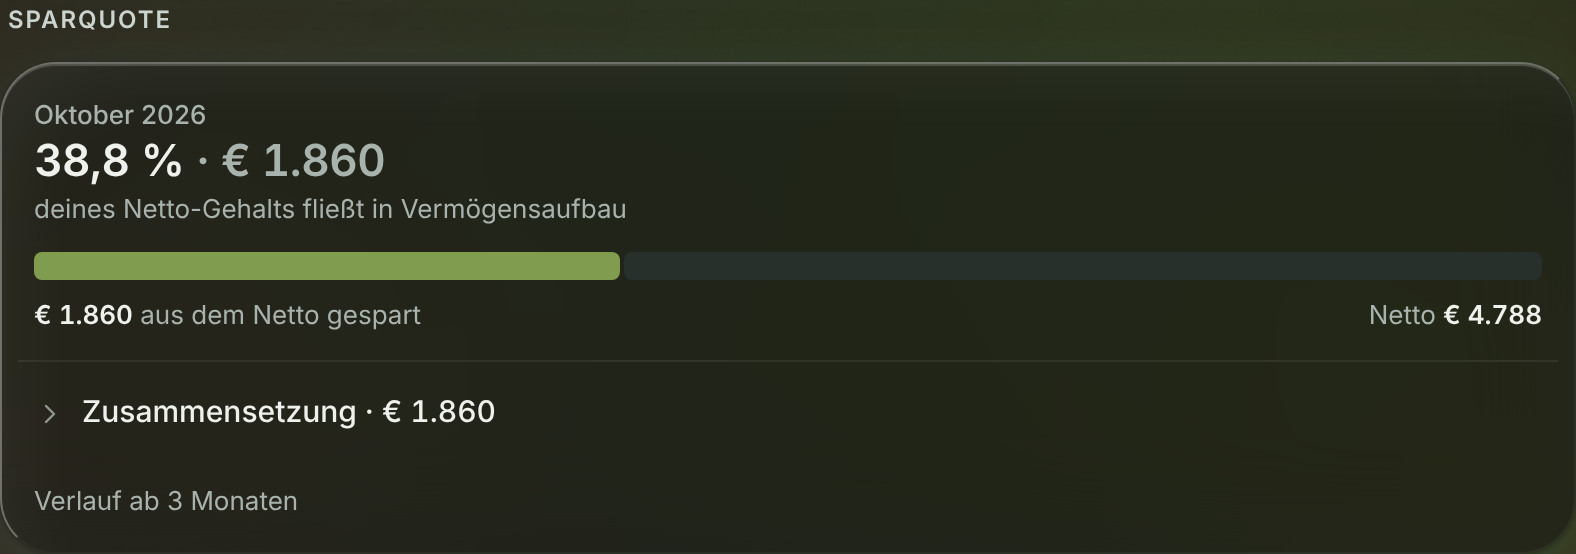 SPARQUOTE
Oktober 2026
38,8 % · € 1.860
deines Netto-Gehalts fließt in Vermögensaufbau
€ 1.860 aus dem Netto gespart
Netto € 4.788
Zusammensetzung · € 1.860
Verlauf ab 3 Monaten